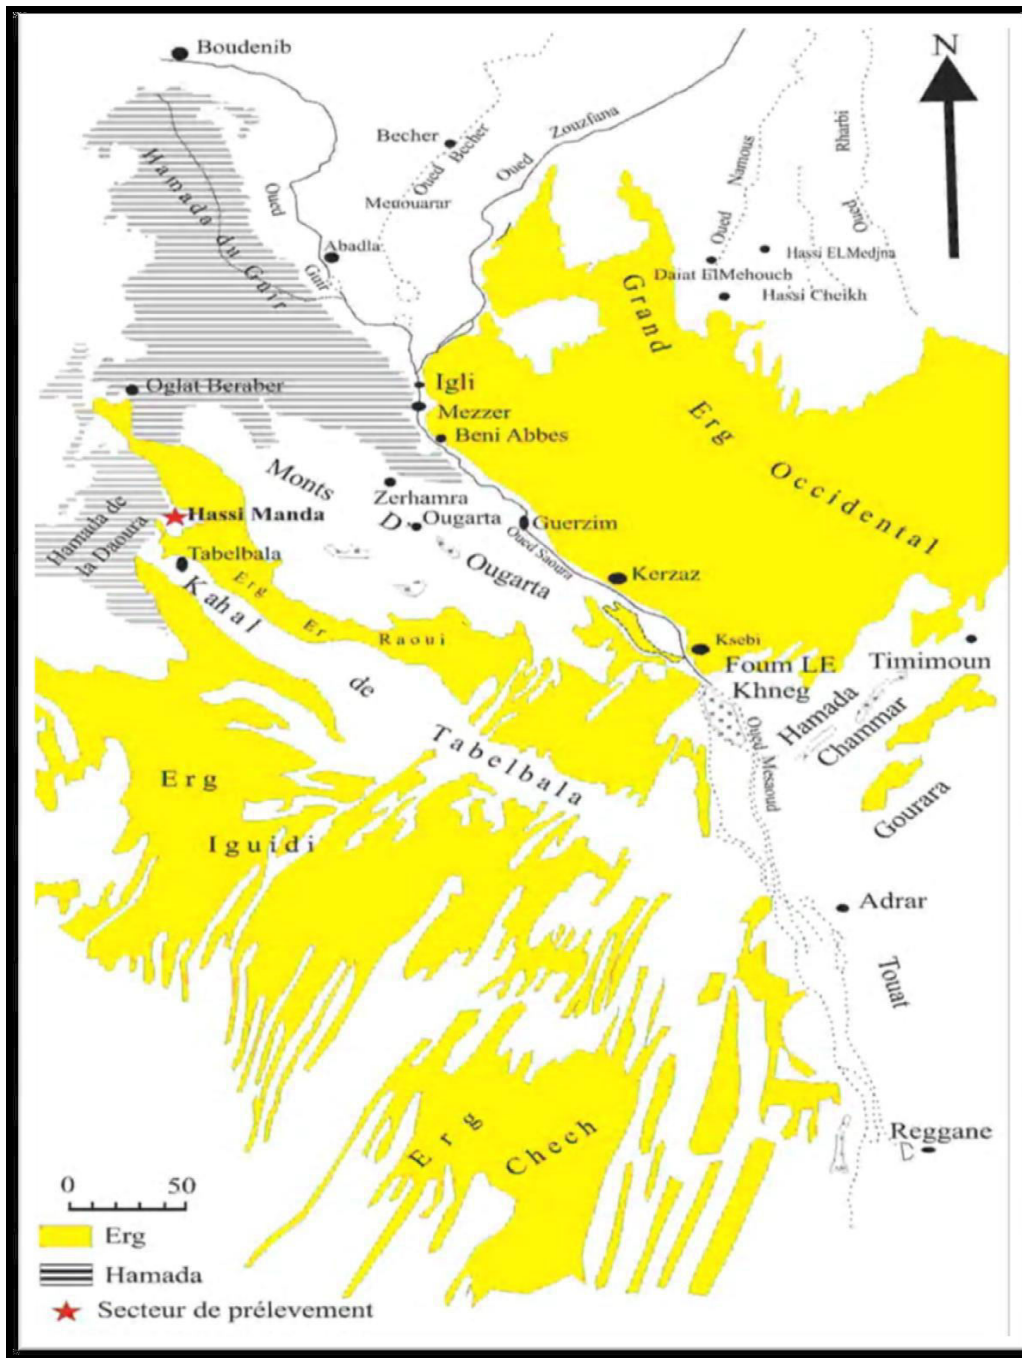 N
Boudenib
Becher
Oued Becher
Meuouarar
Oued Zouzfana
Oued Namous
Oued Rharbi
Hamada du Guir
Oued Guir
Abadla
Hassi ELMedjna
Daiat ElMehouch
Hassi Cheikh
Grand Erg Occidental
Igli
Oglat Beraber
Mezzer
Beni Abbes
Monts Ougarta
Zerhamra
D. Ougarta
Guerzim
Hassi Manda
Hamada de
la Daoura
Tabelbala
Oued Saoura
Kerzaz
Erg Er Raoui
Kahal de Tabelbala
Ksebi
Foum LE
Khneg
Timimoun
Hamada
Chammar
Oued Mesaoud
Gourara
Erg
Iguidi
Adrar
Touat
Erg
Chech
Reggane
0 50
Erg
Hamada
Secteur de prélevement